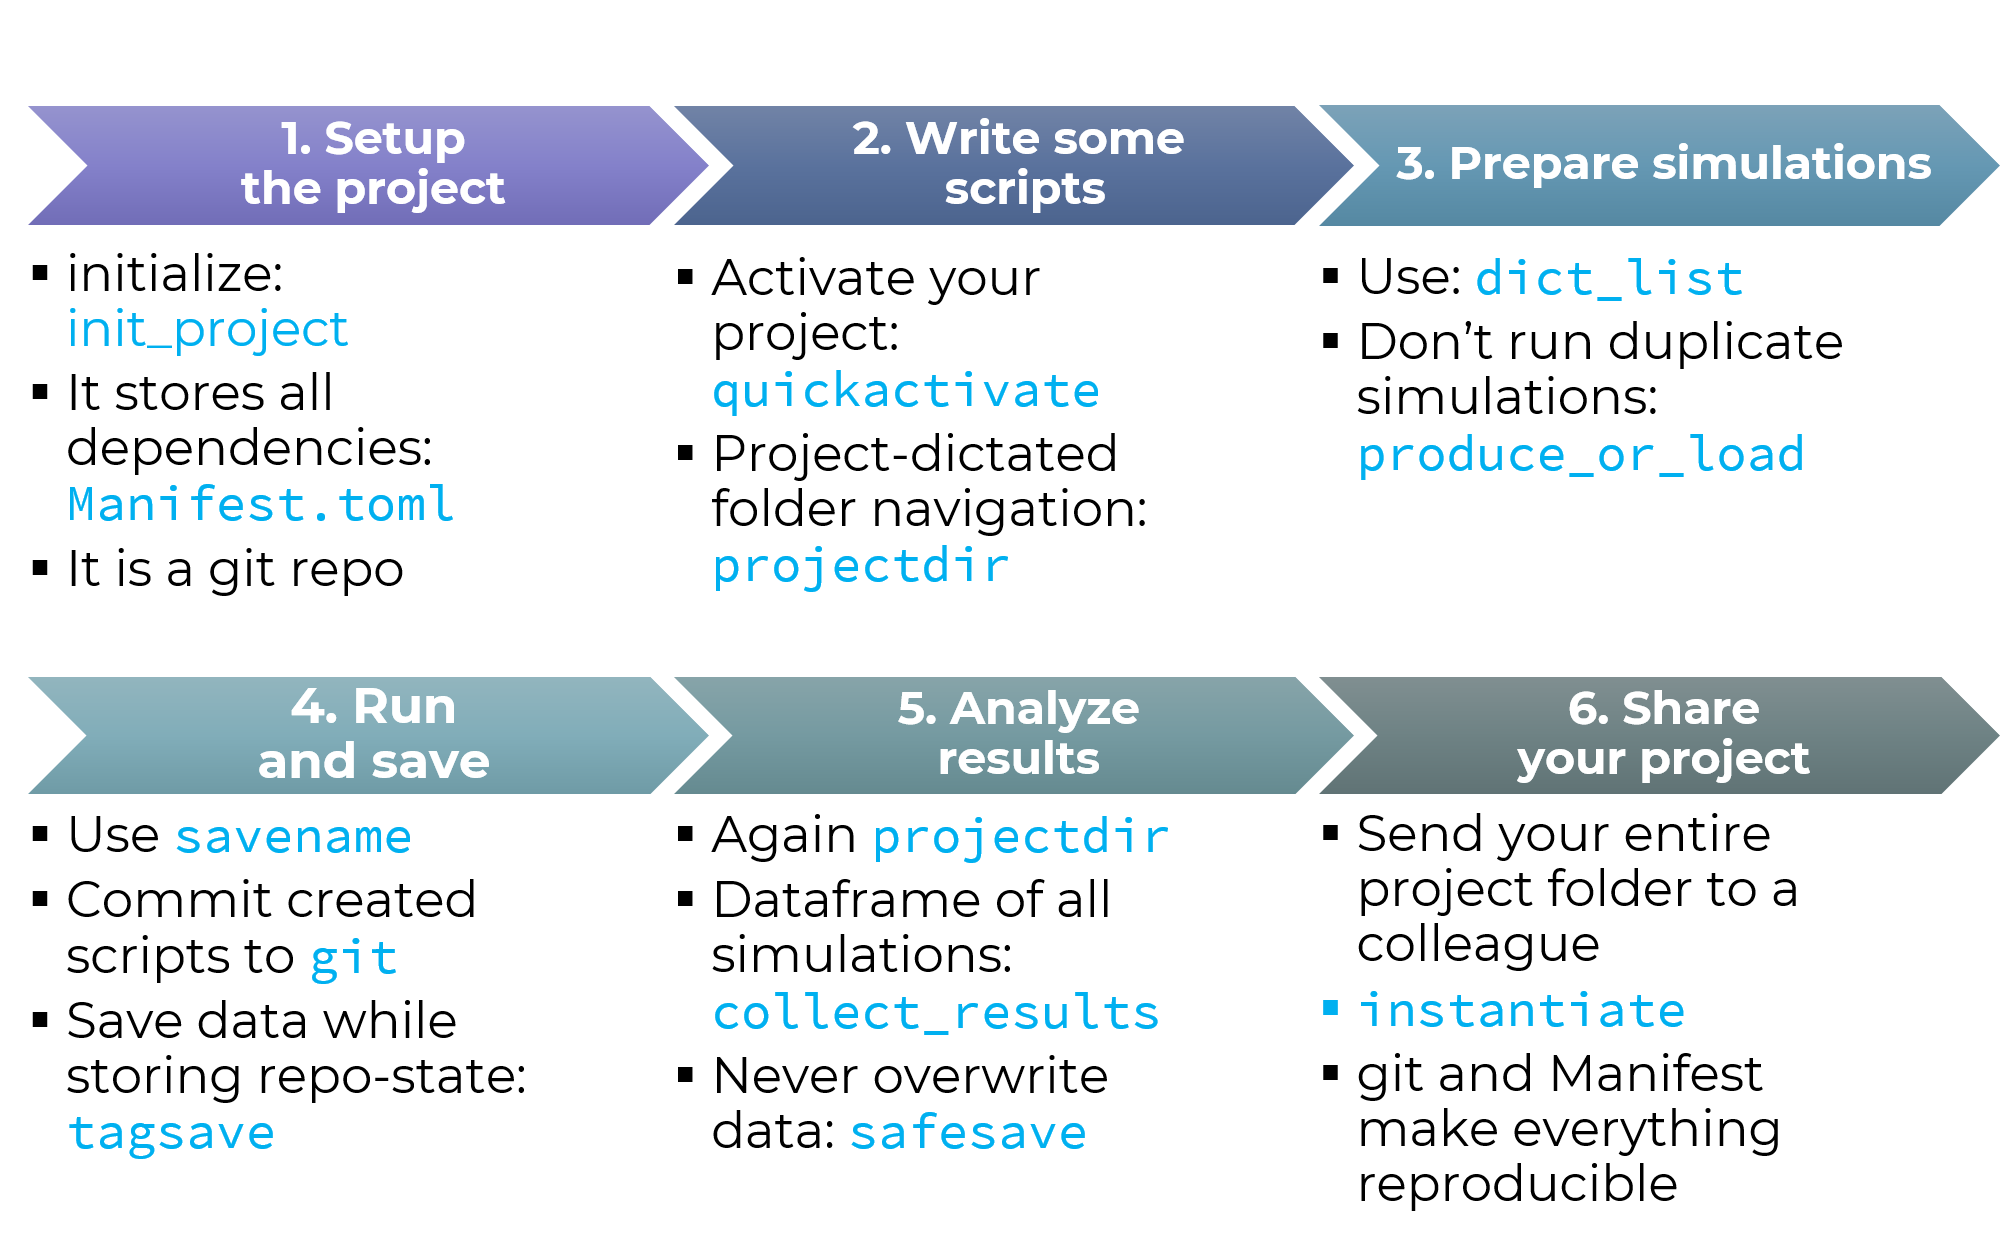 1. Setup
the project
▪ initialize:
init_project
▪ It stores all
dependencies:
Manifest.toml
▪ It is a git repo
2. Write some
scripts
▪ Activate your
project:
quickactivate
▪ Project-dictated
folder navigation:
projectdir
3. Prepare simulations
▪ Use: dict_list
▪ Don’t run duplicate
simulations:
produce_or_load
4. Run
and save
▪ Use savename
▪ Commit created
scripts to git
▪ Save data while
storing repo-state:
tagsave
5. Analyze
results
▪ Again projectdir
▪ Dataframe of all
simulations:
collect_results
▪ Never overwrite
data: safesave
6. Share
your project
▪ Send your entire
project folder to a
colleague
▪ instantiate
▪ git and Manifest
make everything
reproducible